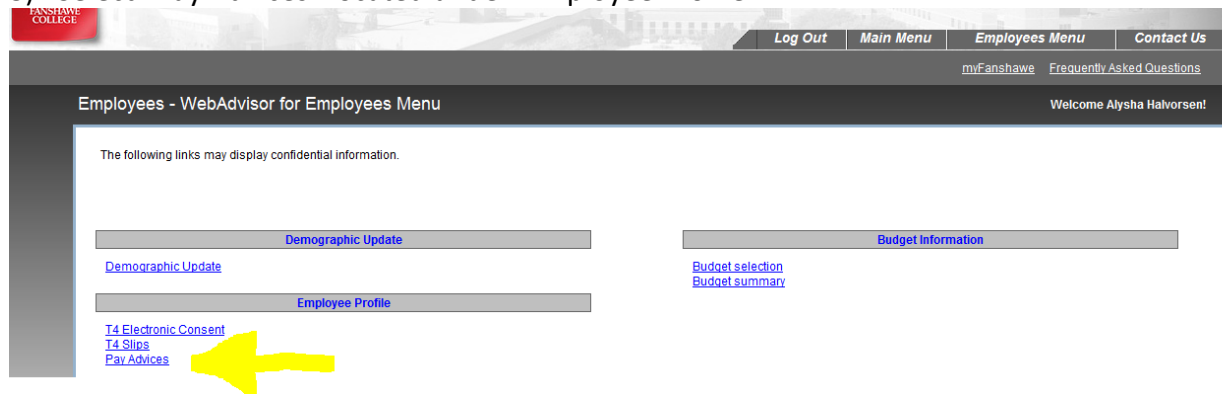 FANSHAWE
COLLEGE
Log Out Main Menu Employees Menu Contact Us
myFanshawe Frequently Asked Questions
Employees - WebAdvisor for Employees Menu
Welcome Alysha Halvorsen!
The following links may display confidential information.
Demographic Update
Demographic Update
Employee Profile
T4 Electronic Consent
T4 Slips
Pay Advices
Budget Information
Budget selection
Budget summary